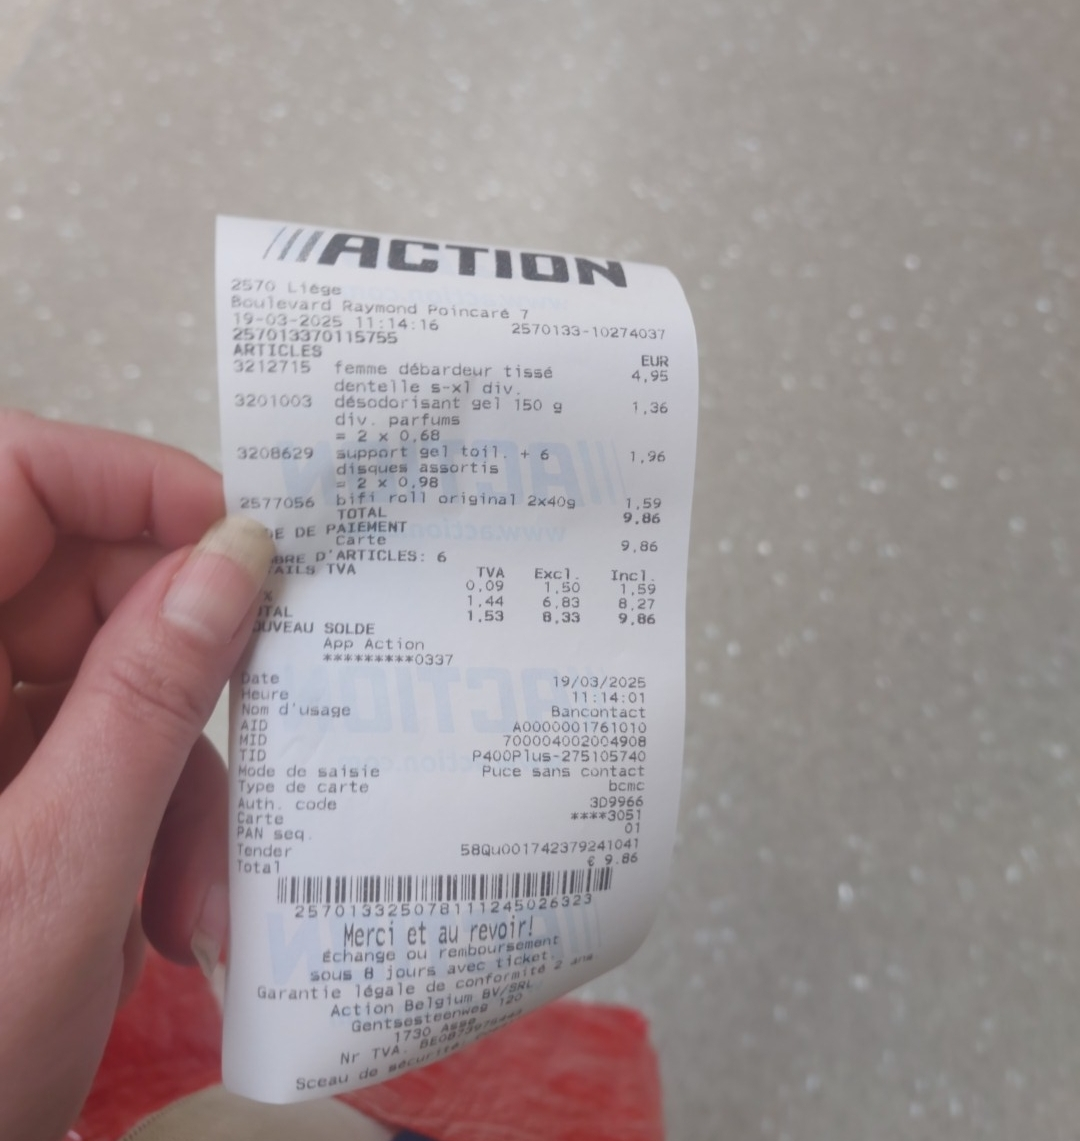 ///ACTION
2570 Liége
Boulevard Raymond Poincaré 7
19-03-2025 11:14:16 2570133-10274037
257013370115755
ARTICLES EUR
3212715 femme débardeur tissé 4,95
dentelle s-xl div.
3201003 désodorisant gel 150 g 1,36
div. parfums
= 2 x 0,68
3208629 support gel toil. + 6 1,96
disques assortis
= 2 x 0,98
2577056 bifi roll original 2x40g 1,59
TOTAL 9,86
DE PAIEMENT
Carte 9,86
D'ARTICLES: 6
TVA TVA Excl. Incl.
0,09 1,50 1,59
% 1,44 6,83 8,27
1,53 8,33 9,86
SOLDE
App Action
*********0337
Date 19/03/2025
Heure 11:14:01
Nom d'usage Bancontact
AID A0000001761010
MID 700004002004908
TID P400Plus-275105740
Mode de saisie Puce sans contact
Type de carte bcmc
Auth. code 3D9966
Carte ****3051
PAN seq. 01
Tender 58Qu001742379241041
Total € 9.86
257013325078111245026323
Merci et au revoir!
Échange ou remboursement
sous 8 jours avec ticket.
Garantie légale de conformité 2 ans
Action Belgium BV/SRL
Gentsesteenweg 120
1730 Asse
Nr TVA.
Sceau de sécurité: